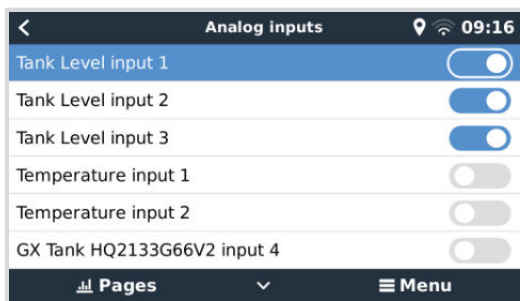 Analog inputs 09:16
Tank Level input 1
Tank Level input 2
Tank Level input 3
Temperature input 1
Temperature input 2
GX Tank HQ2133G66V2 input 4
Pages Menu